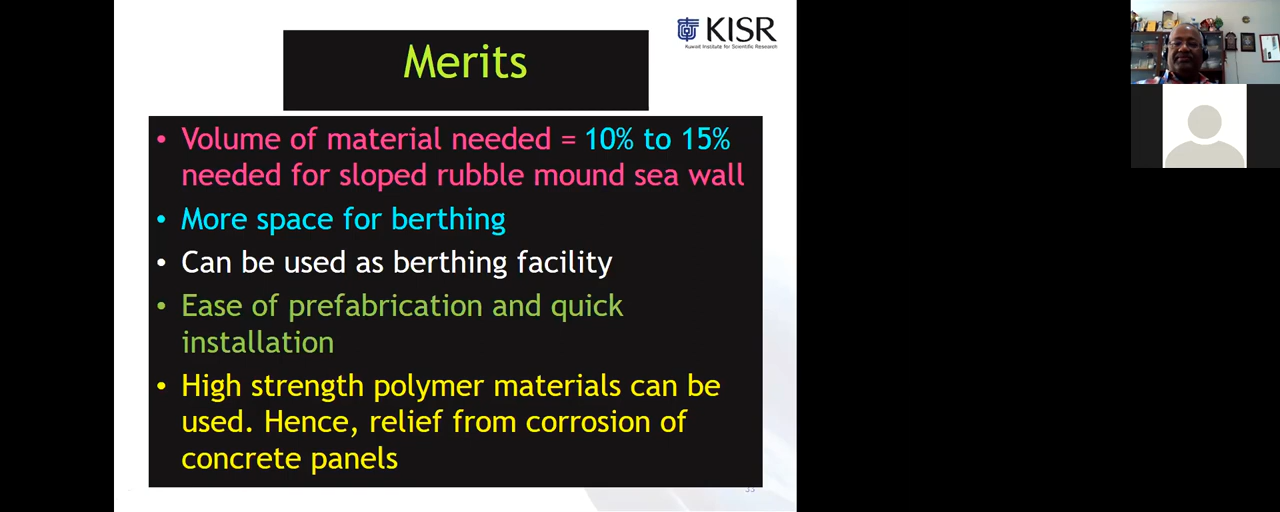 KISR
Kuwait Institute for Scientific Research
Merits
• Volume of material needed = 10% to 15%
needed for sloped rubble mound sea wall
• More space for berthing
• Can be used as berthing facility
• Ease of prefabrication and quick
installation
• High strength polymer materials can be
used. Hence, relief from corrosion of
concrete panels
33